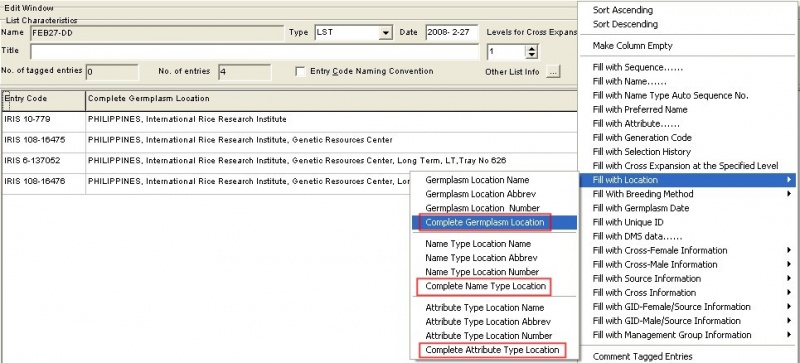 Edit Window
List Characteristics
Name FEB27-DD Type LST Date 2008- 2-27 Levels for Cross Expans
Title 1
No. of tagged entries 0 No. of entries 4 Entry Code Naming Convention Other List Info ...
Entry Code Complete Germplasm Location
IRIS 10-779 PHILIPPINES, International Rice Research Institute
IRIS 108-16475 PHILIPPINES, International Rice Research Institute, Genetic Resources Center
IRIS 6-137052 PHILIPPINES, International Rice Research Institute, Genetic Resources Center, Long Term, LT,Tray No 626
IRIS 108-16476 PHILIPPINES, International Rice Research Institute, Genetic Resources Center, Lo
Germplasm Location Name
Germplasm Location Abbrev
Germplasm Location Number
Complete Germplasm Location
Name Type Location Name
Name Type Location Abbrev
Name Type Location Number
Complete Name Type Location
Attribute Type Location Name
Attribute Type Location Abbrev
Attribute Type Location Number
Complete Attribute Type Location
Sort Ascending
Sort Descending
Make Column Empty
Fill with Sequence......
Fill with Name......
Fill with Name Type Auto Sequence No.
Fill with Preferred Name
Fill with Attribute......
Fill with Generation Code
Fill with Selection History
Fill with Cross Expansion at the Specified Level
Fill with Location
Fill With Breeding Method
Fill with Germplasm Date
Fill with Unique ID
Fill with DMS data......
Fill with Cross-Female Information
Fill with Cross-Male Information
Fill with Source Information
Fill with Cross Information
Fill with GID-Female/Source Information
Fill with GID-Male/Source Information
Fill with Management Group Information
Comment Tagged Entries